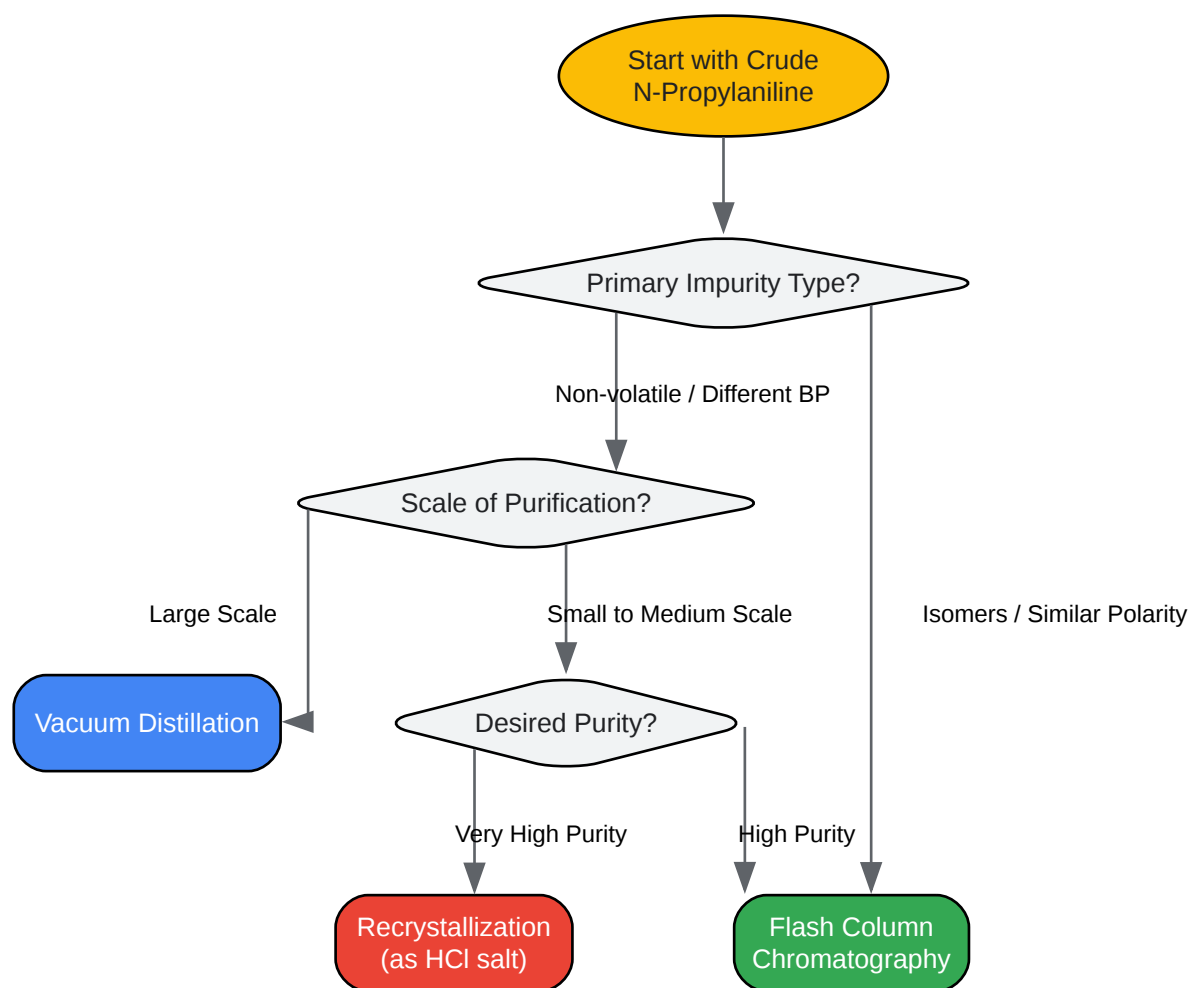 Start with Crude
N-Propylaniline
Primary Impurity Type?
Non-volatile / Different BP
Scale of Purification?
Large Scale
Small to Medium Scale
Isomers / Similar Polarity
Vacuum Distillation
Desired Purity?
Very High Purity
High Purity
Recrystallization
(as HCl salt)
Flash Column
Chromatography